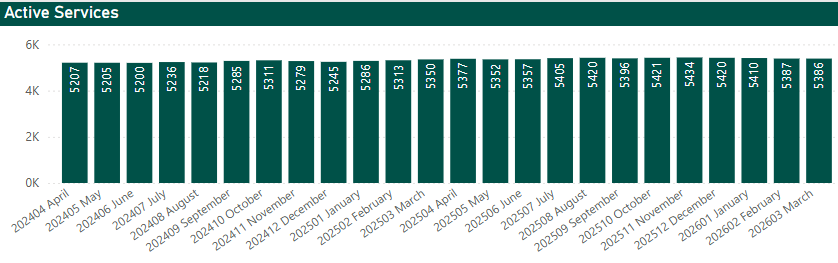 Active Services
6K
4K
2K
0K
5207
5205
5200
5236
5218
5285
5311
5279
5245
5286
5313
5350
5377
5352
5357
5405
5420
5396
5421
5434
5420
5410
5387
5386
202404 April
202405 May
202406 June
202407 July
202408 August
202409 September
202410 October
202411 November
202412 December
202501 January
202502 February
202503 March
202504 April
202505 May
202506 June
202507 July
202508 August
202509 September
202510 October
202511 November
202512 December
202601 January
202602 February
202603 March